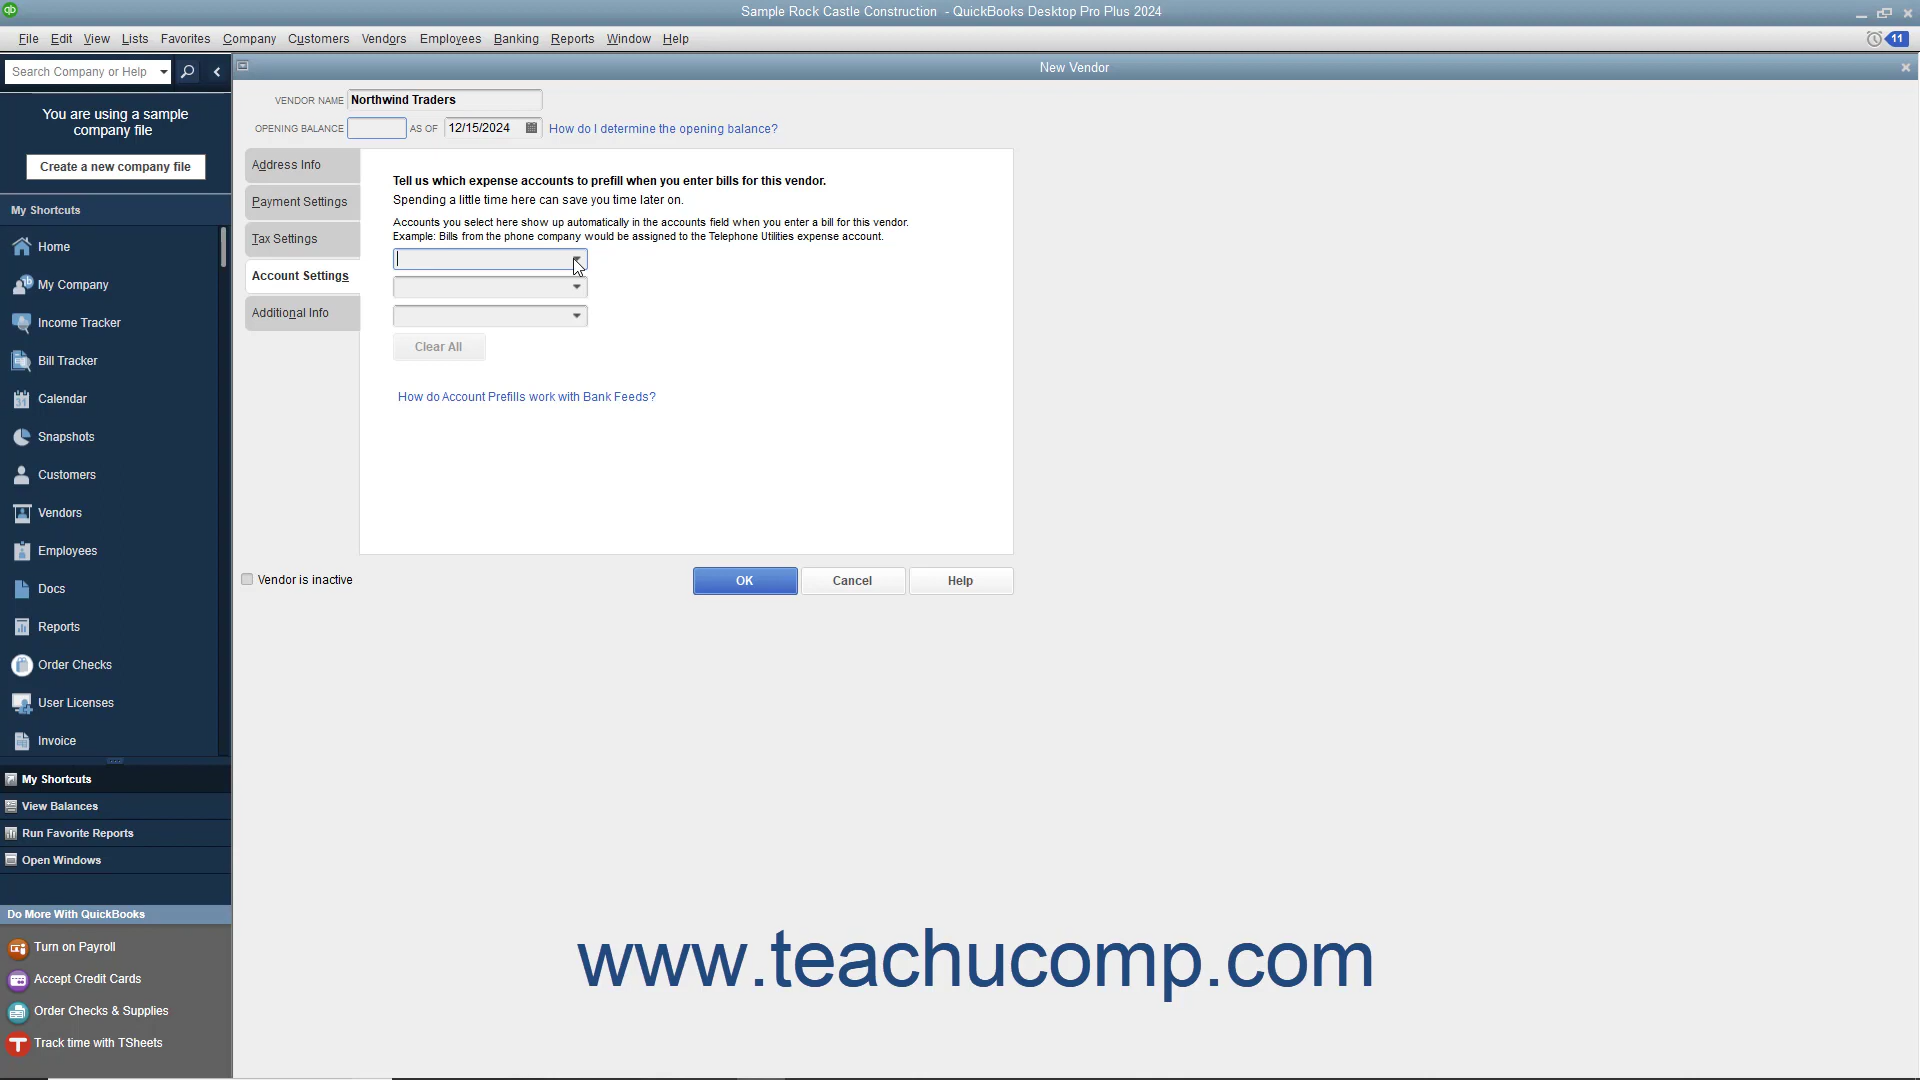 Sample Rock Castle Construction - QuickBooks Desktop Pro Plus 2024
File Edit View Lists Favorites Company Customers Vendors Employees Banking Reports Window Help
11
Search Company or Help
You are using a sample
company file
Create a new company file
My Shortcuts
Home
My Company
Income Tracker
Bill Tracker
Calendar
Snapshots
Customers
Vendors
Employees
Docs
Reports
Order Checks
User Licenses
Invoice
My Shortcuts
View Balances
Run Favorite Reports
Open Windows
Do More With QuickBooks
Turn on Payroll
Accept Credit Cards
Order Checks & Supplies
Track time with TSheets
New Vendor
VENDOR NAME Northwind Traders
OPENING BALANCE AS OF 12/15/2024 How do I determine the opening balance?
Address Info
Payment Settings
Tax Settings
Account Settings
Additional Info
Tell us which expense accounts to prefill when you enter bills for this vendor.
Spending a little time here can save you time later on.
Accounts you select here show up automatically in the accounts field when you enter a bill for this vendor.
Example: Bills from the phone company would be assigned to the Telephone Utilities expense account.
Clear All
How do Account Prefills work with Bank Feeds?
Vendor is inactive
OK Cancel Help
www.teachucomp.com